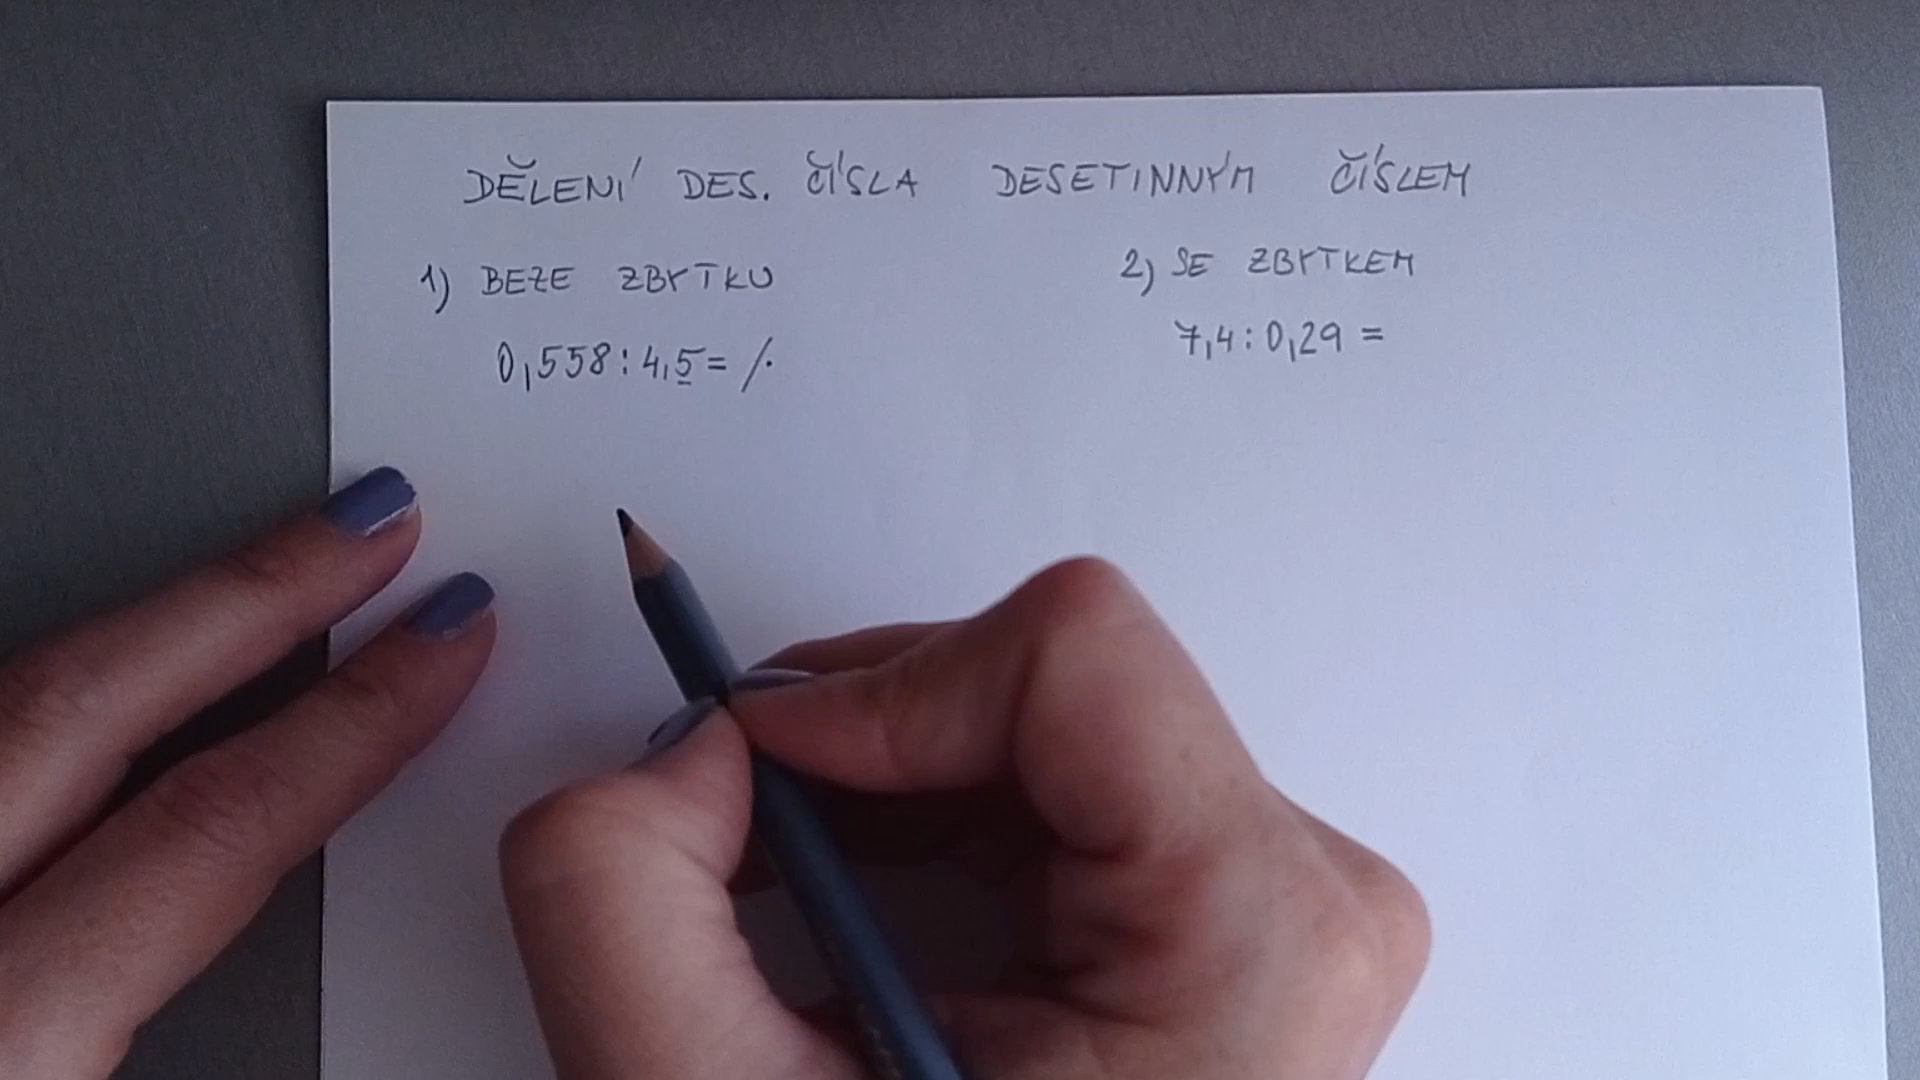 DĚLENÍ DES. ČÍSLA DESETINNÝM ČÍSLEM
1) BEZE ZBYTKU
0,558 : 4,5 = /·
2) SE ZBYTKEM
7,4 : 0,29 =